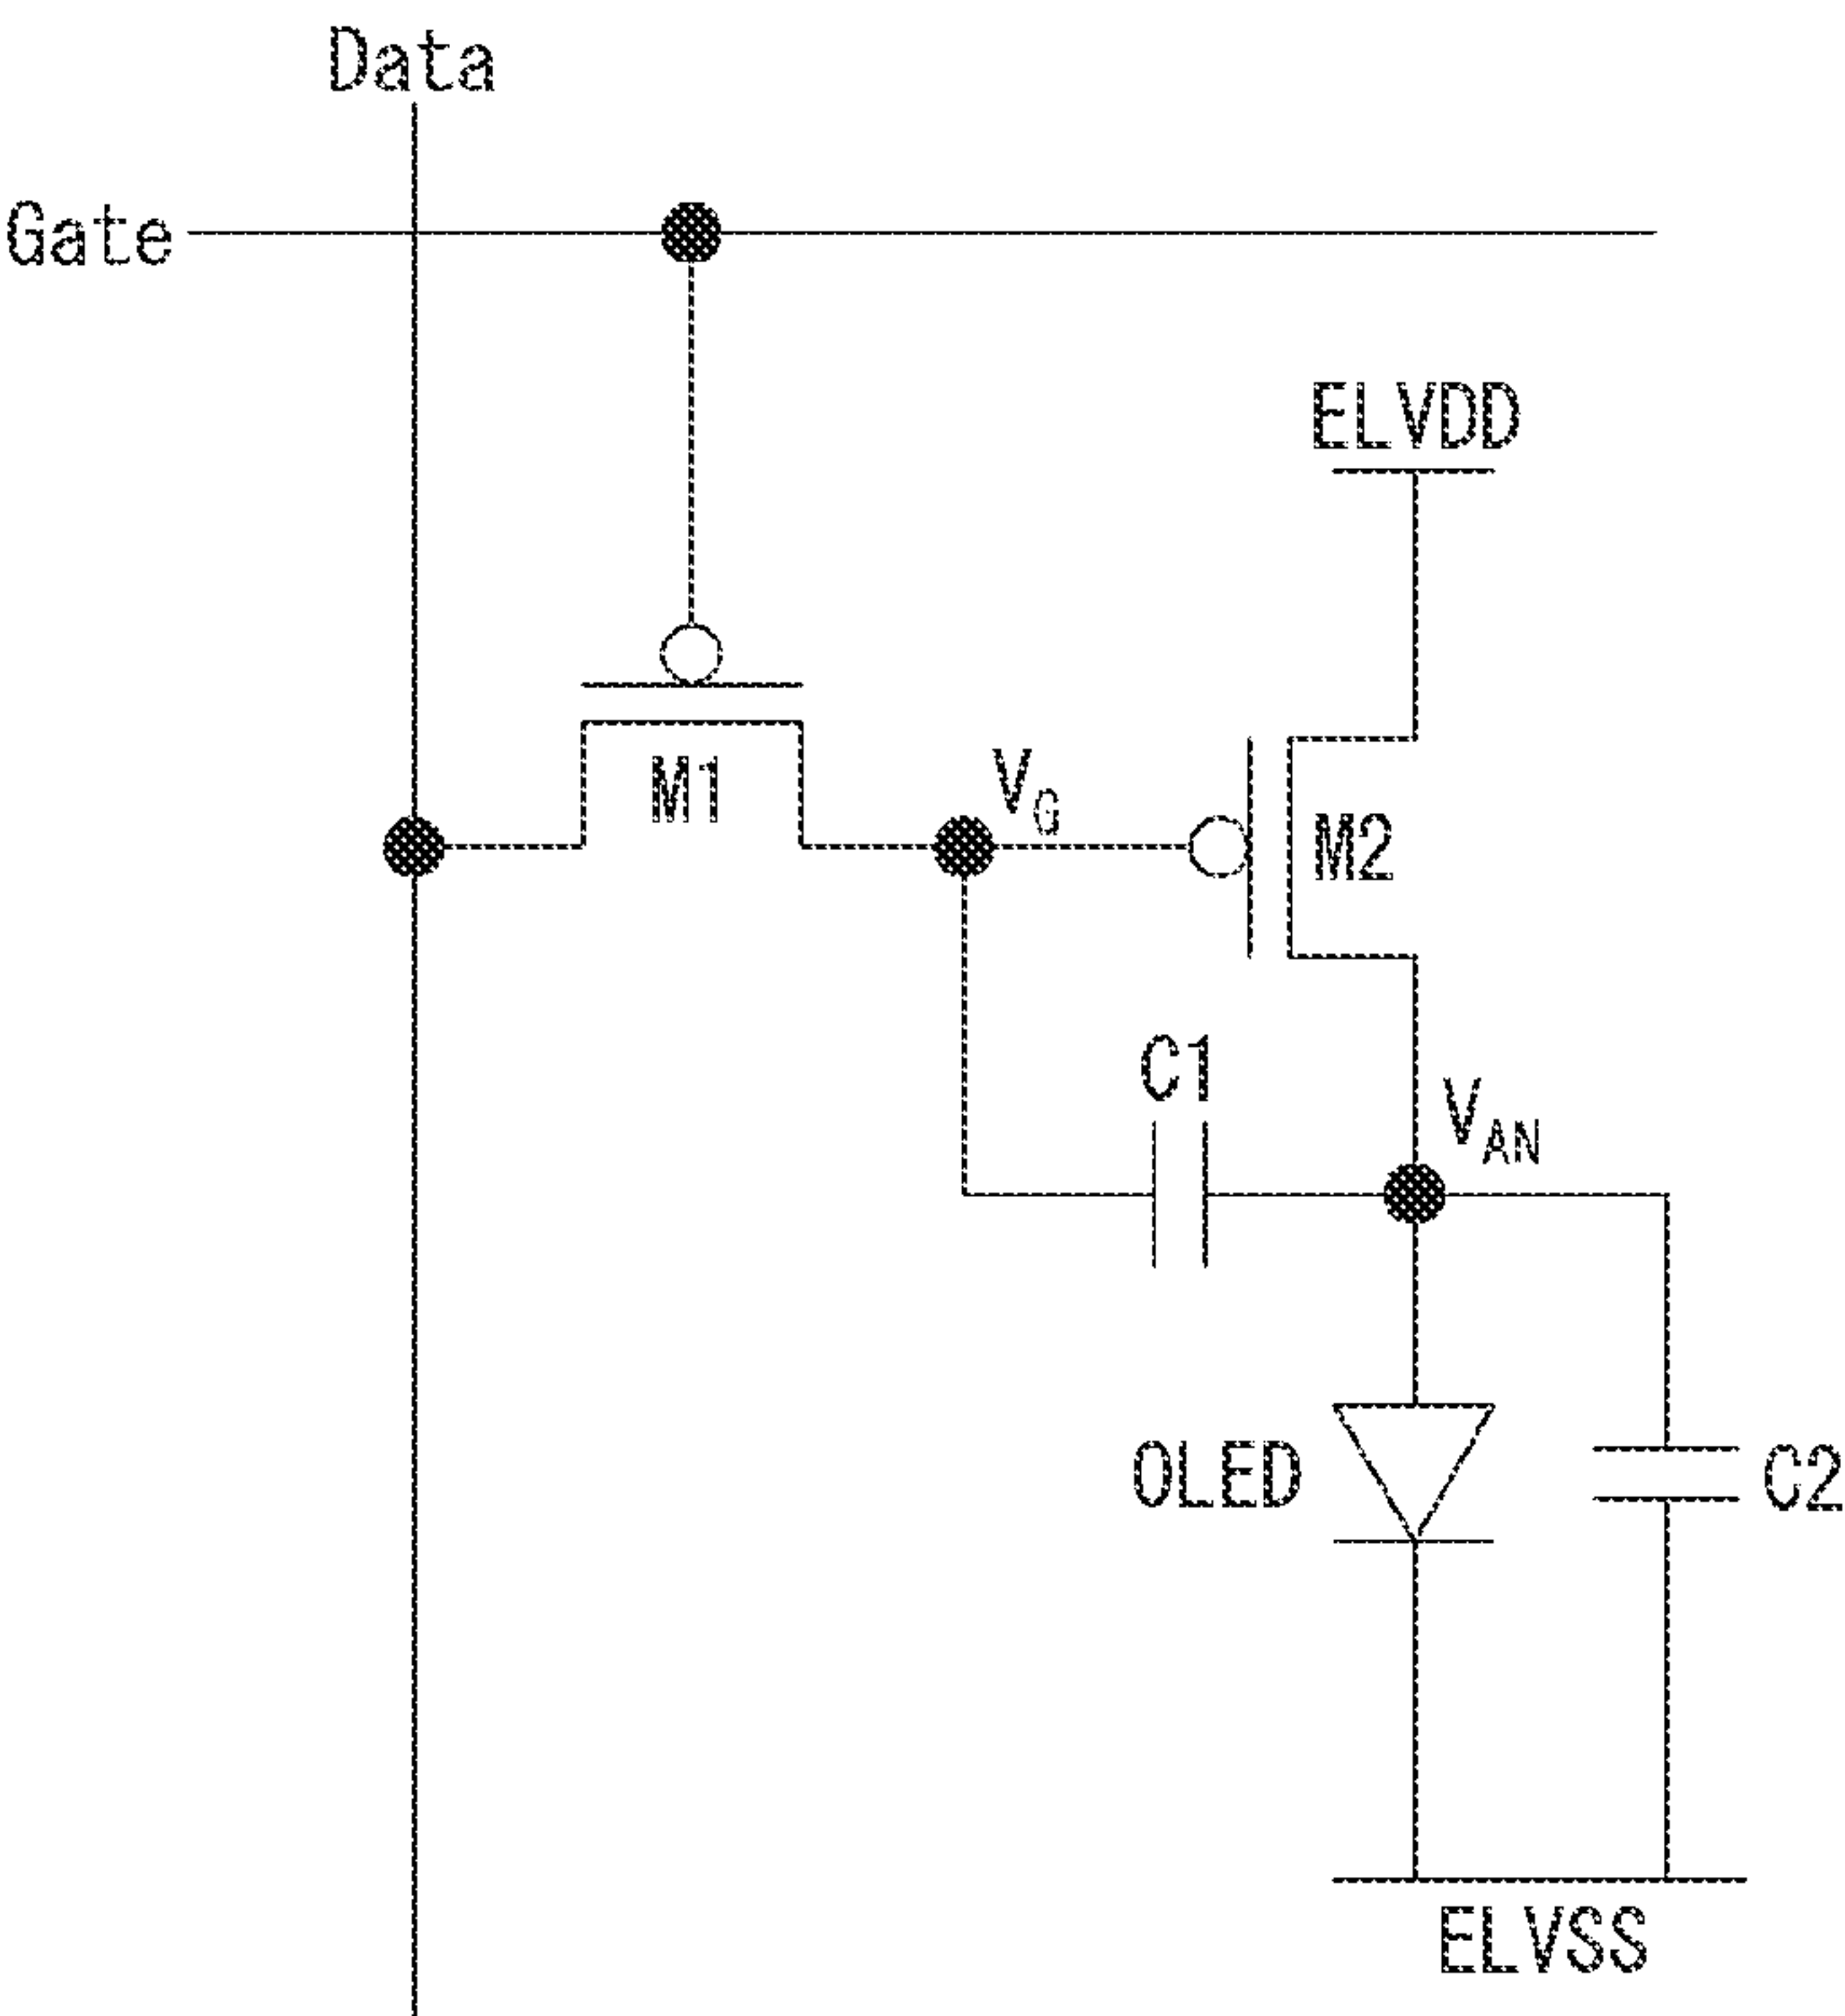 Data
Gate
ELVDD
M1
VG
M2
C1
VAN
OLED
C2
ELVSS